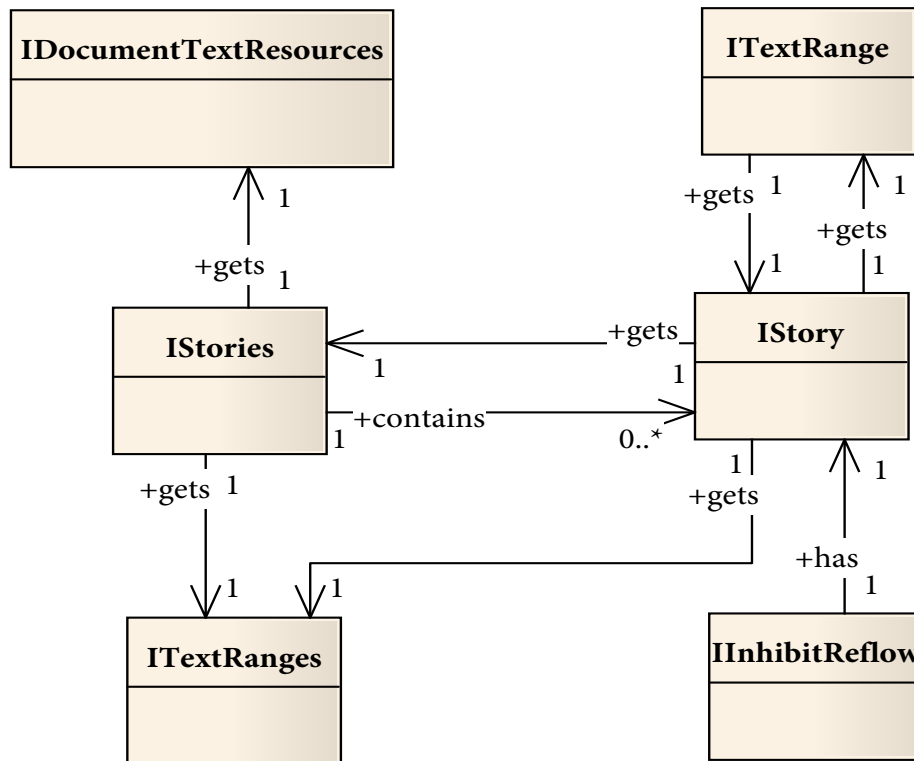 IDocumentTextResources
ITextRange
1
+gets
1
1
+gets
1
1
+gets
1
1
IStories
+gets
IStory
1
1
+contains
1
0..*
+gets
1
1
+gets
1
+has
1
1
1
ITextRanges
IInhibitReflow